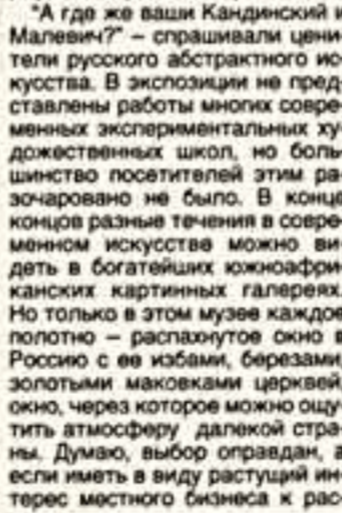 "А где же ваши Кандинский и
Малевич?" – спрашивали цени-
тели русского абстрактного ис-
кусства. В экспозиции не пред-
ставлены работы многих совре-
менных экспериментальных ху-
дожественных школ, но боль-
шинство посетителей этим ра-
зочаровано не было. В конце
концов разные течения в совре-
менном искусстве можно ви-
деть в богатейших южноафри-
канских картинных галереях.
Но только в этом музее каждое
полотно – распахнутое окно в
Россию с ее избами, березами,
золотыми маковками церквей,
окно, через которое можно ощу-
тить атмосферу далекой стра-
ны. Думаю, выбор оправдан, а
если иметь в виду растущий ин-
терес местного бизнеса к рас-